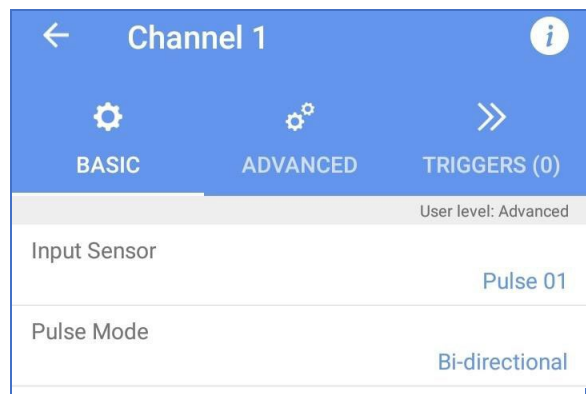 Channel 1
BASIC ADVANCED TRIGGERS (0)
User level: Advanced
Input Sensor
Pulse 01
Pulse Mode
Bi-directional